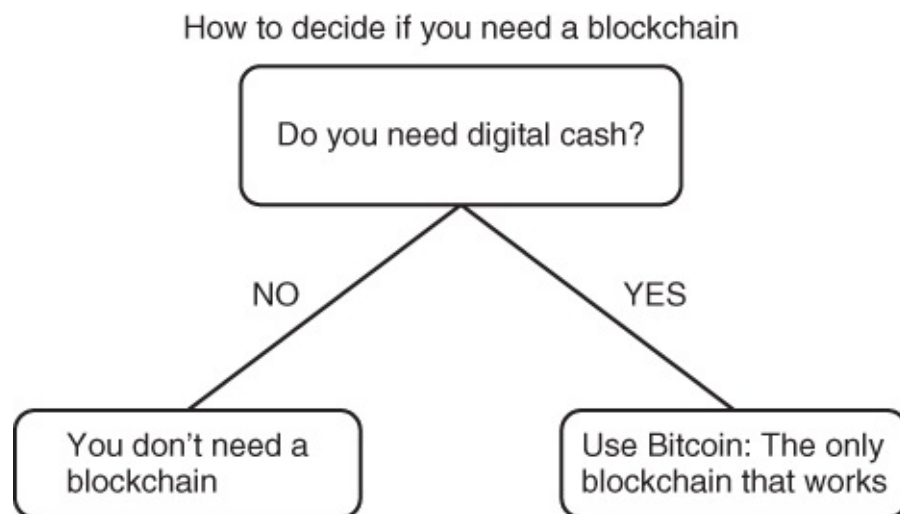 How to decide if you need a blockchain
Do you need digital cash?
NO
YES
You don’t need a
blockchain
Use Bitcoin: The only
blockchain that works